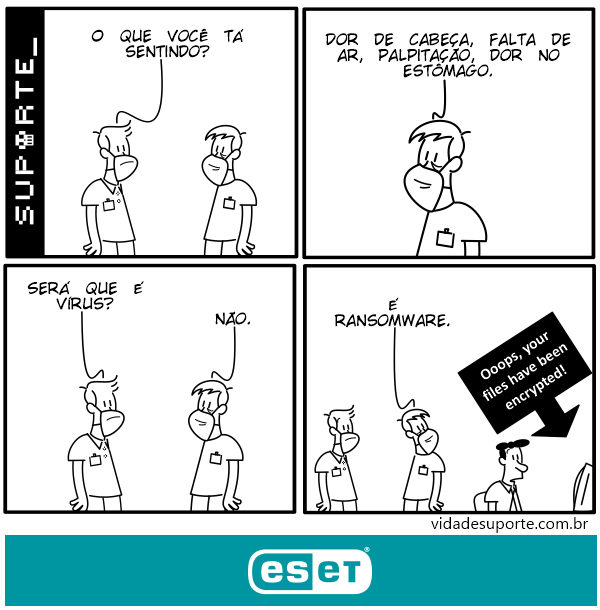 SUPORTE_
O QUE VOCÊ TÁ
SENTINDO?
DOR DE CABEÇA, FALTA DE
AR, PALPITAÇÃO, DOR NO
ESTÔMAGO.
SERÁ QUE É
VÍRUS?
NÃO.
É
RANSOMWARE.
Ooops, your
files have been
encrypted!
vidadesuporte.com.br
eseT®